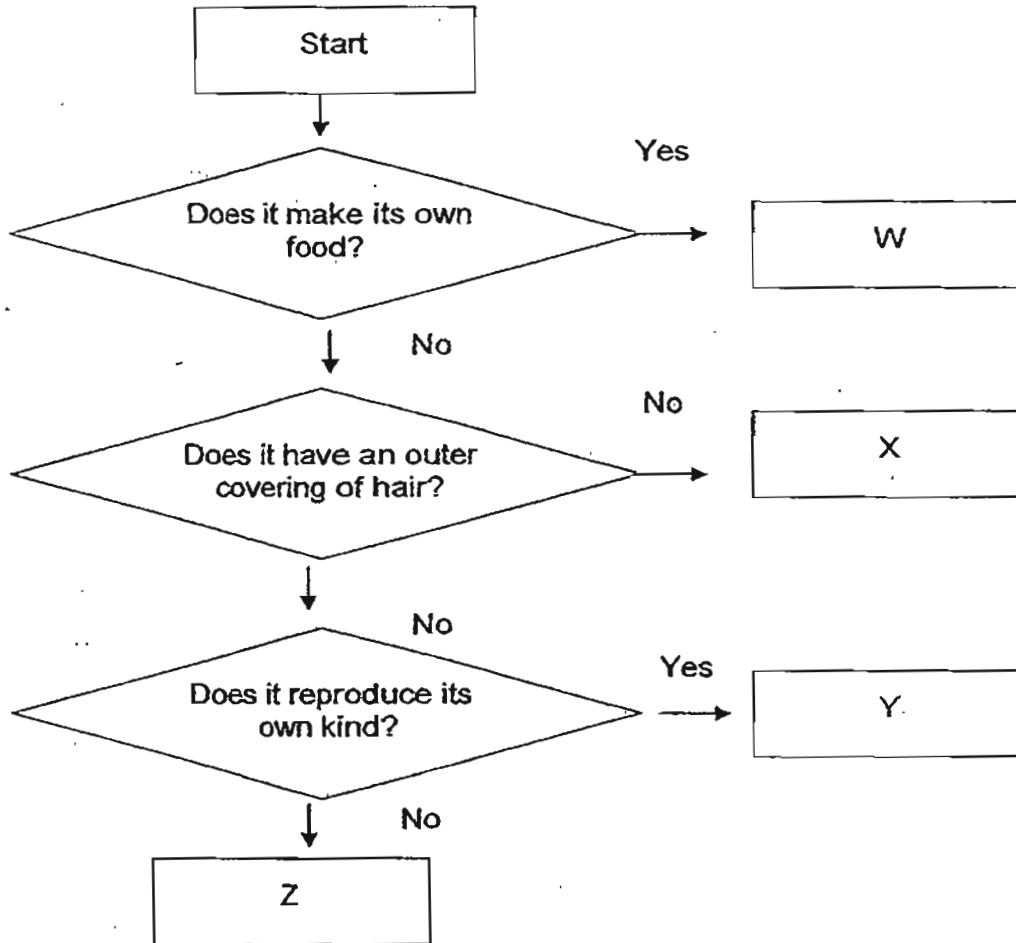 Start
Yes
Does it make its own
food?
W
No
No
Does it have an outer
covering of hair?
X
No
Yes
Does it reproduce its
own kind?
Y
No
Z